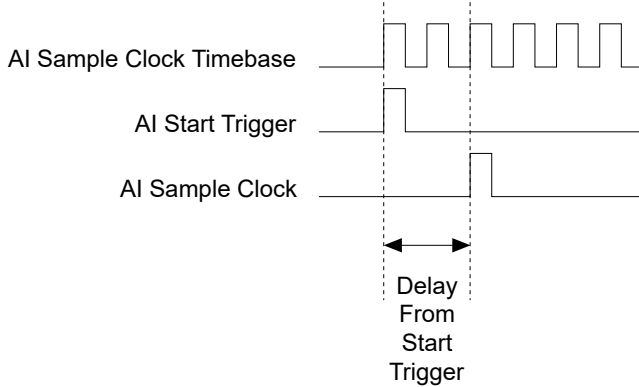 AI Sample Clock Timebase
AI Start Trigger
AI Sample Clock
Delay
From
Start
Trigger